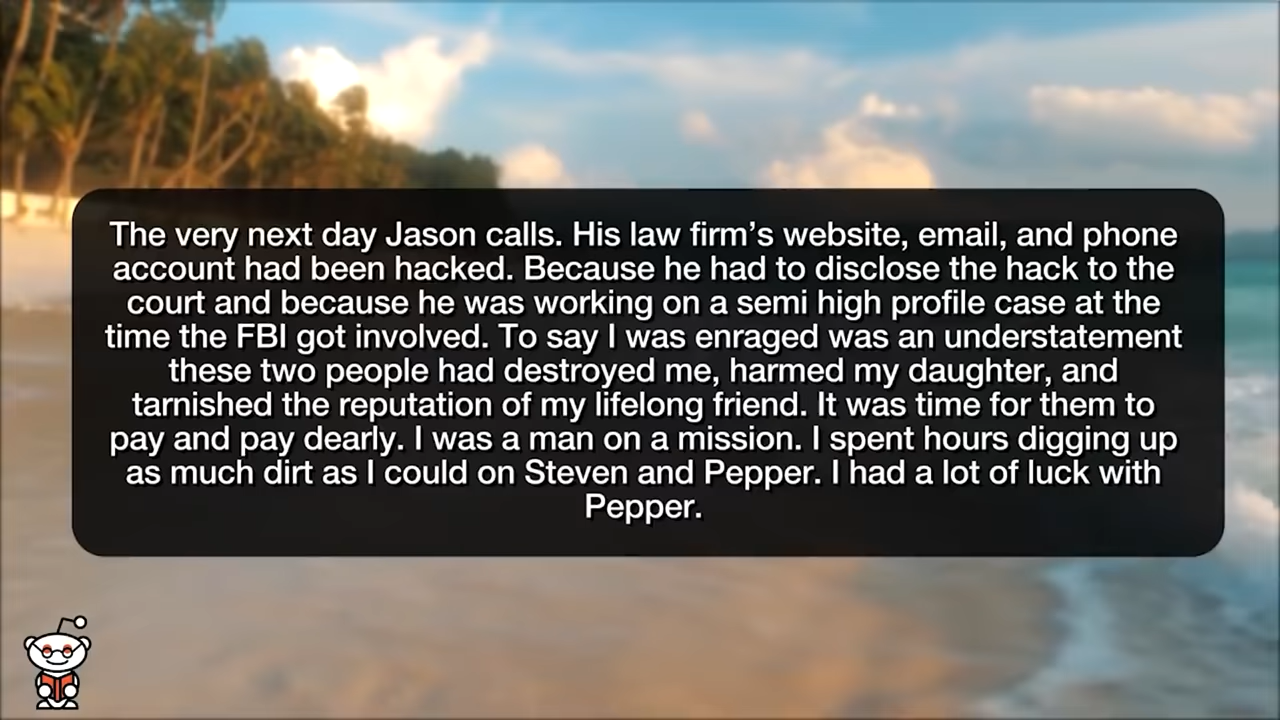 The very next day Jason calls. His law firm’s website, email, and phone
account had been hacked. Because he had to disclose the hack to the
court and because he was working on a semi high profile case at the
time the FBI got involved. To say I was enraged was an understatement
these two people had destroyed me, harmed my daughter, and
tarnished the reputation of my lifelong friend. It was time for them to
pay and pay dearly. I was a man on a mission. I spent hours digging up
as much dirt as I could on Steven and Pepper. I had a lot of luck with
Pepper.